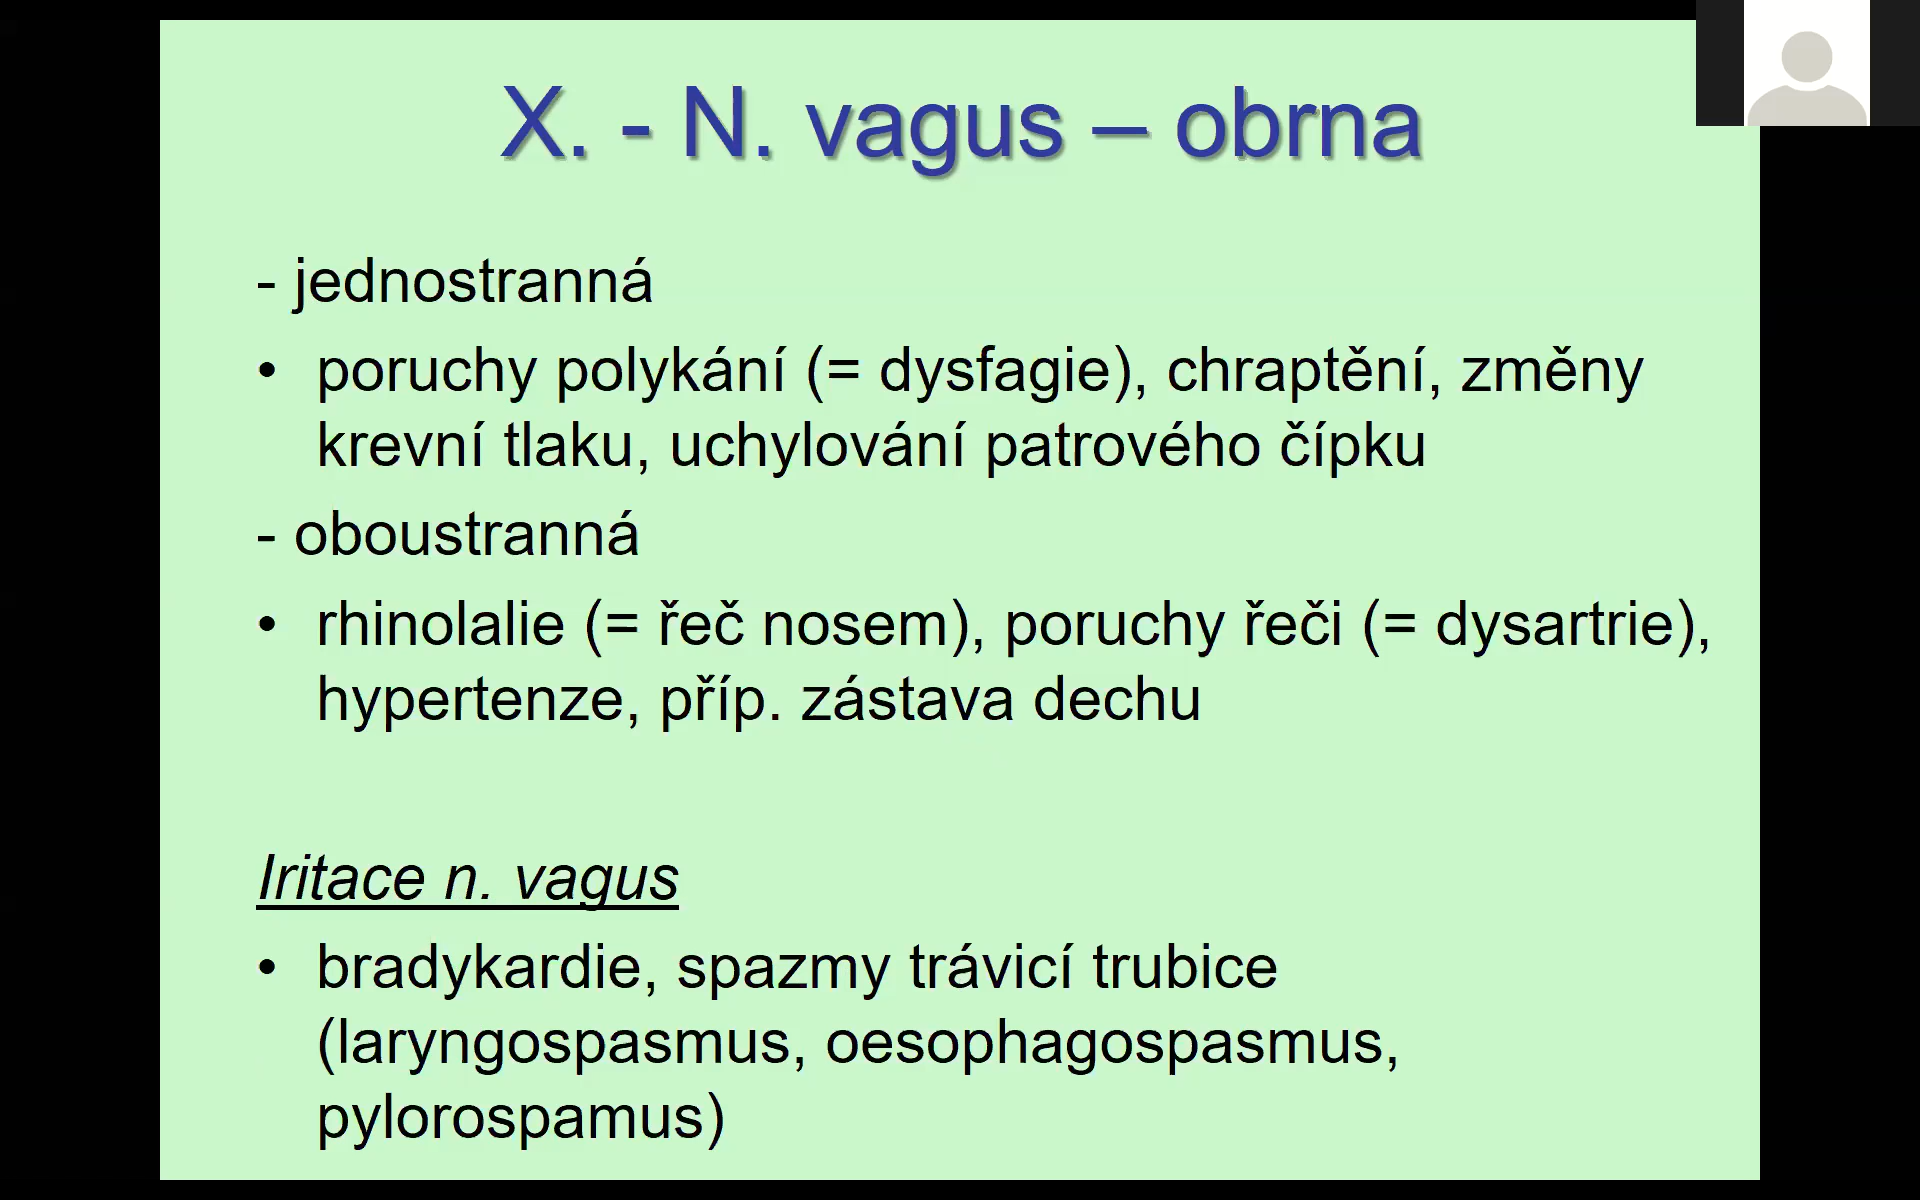 X. - N. vagus – obrna
- jednostranná
• poruchy polykání (= dysfagie), chraptění, změny
krevní tlaku, uchylování patrového čípku
- oboustranná
• rhinolalie (= řeč nosem), poruchy řeči (= dysartrie),
hypertenze, příp. zástava dechu
Iritace n. vagus
• bradykardie, spazmy trávicí trubice
(laryngospasmus, oesophagospasmus,
pylorospamus)